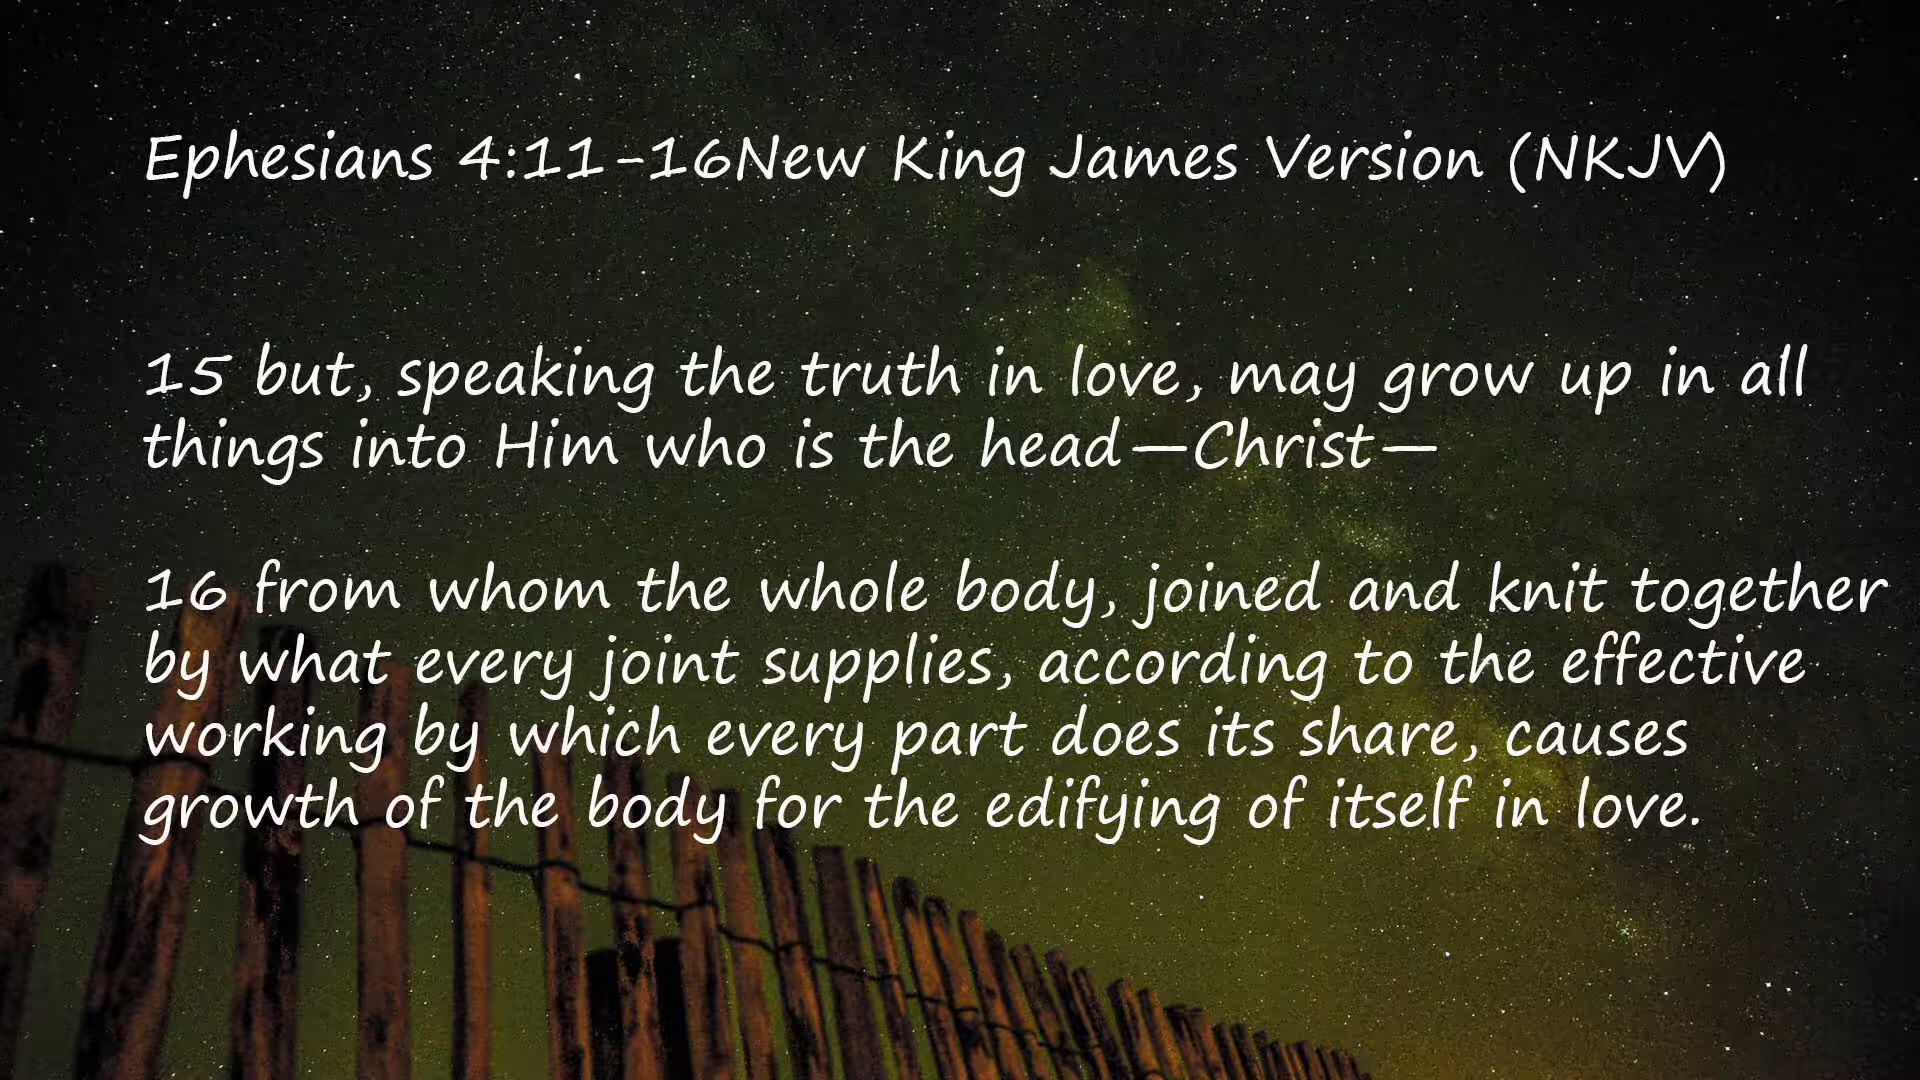 Ephesians 4:11-16New King James Version (NKJV)
15 but, speaking the truth in love, may grow up in all
things into Him who is the head—Christ—
16 from whom the whole body, joined and knit together
by what every joint supplies, according to the effective
working by which every part does its share, causes
growth of the body for the edifying of itself in love.